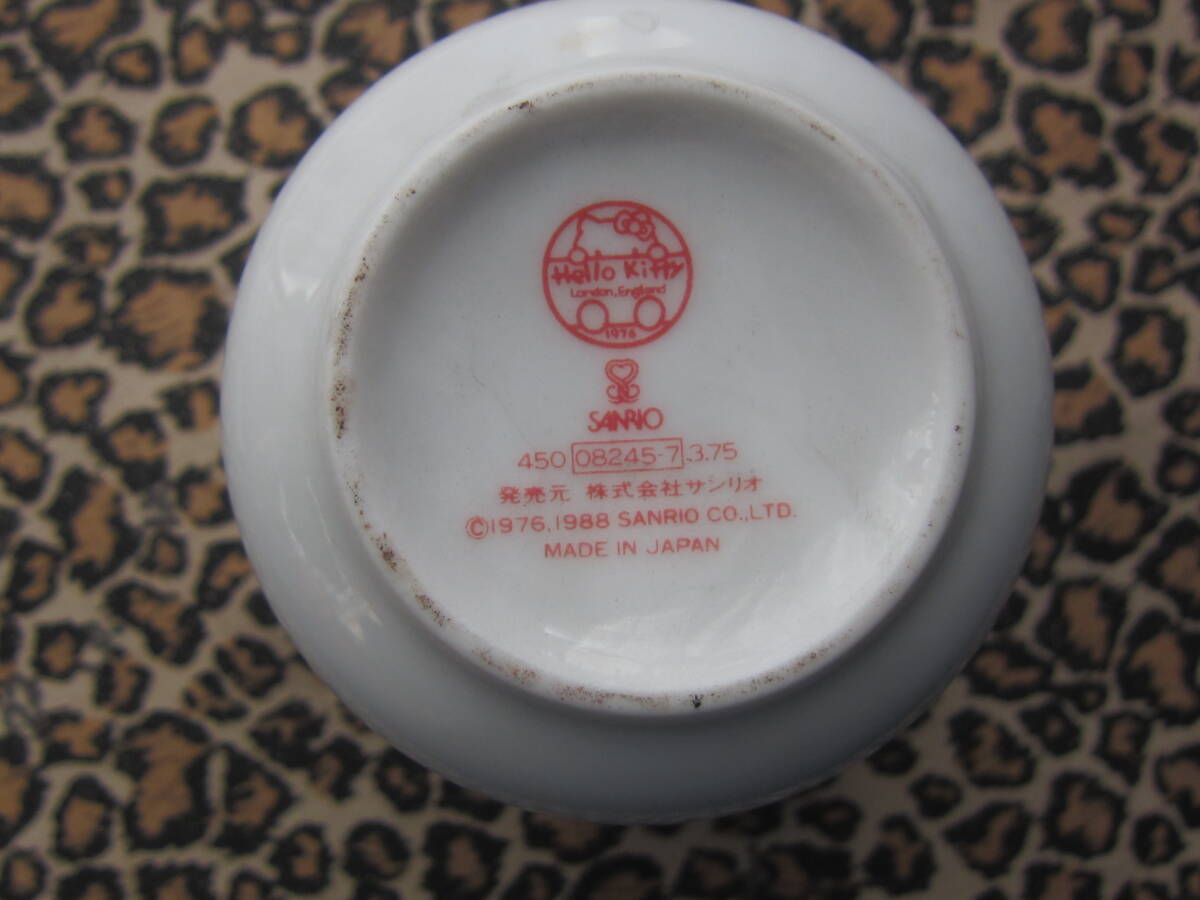 Hello Kitty
London, England
1976
SANRIO
450 08245-7 3.75
発売元 株式会社サンリオ
©1976,1988 SANRIO CO.,LTD.
MADE IN JAPAN